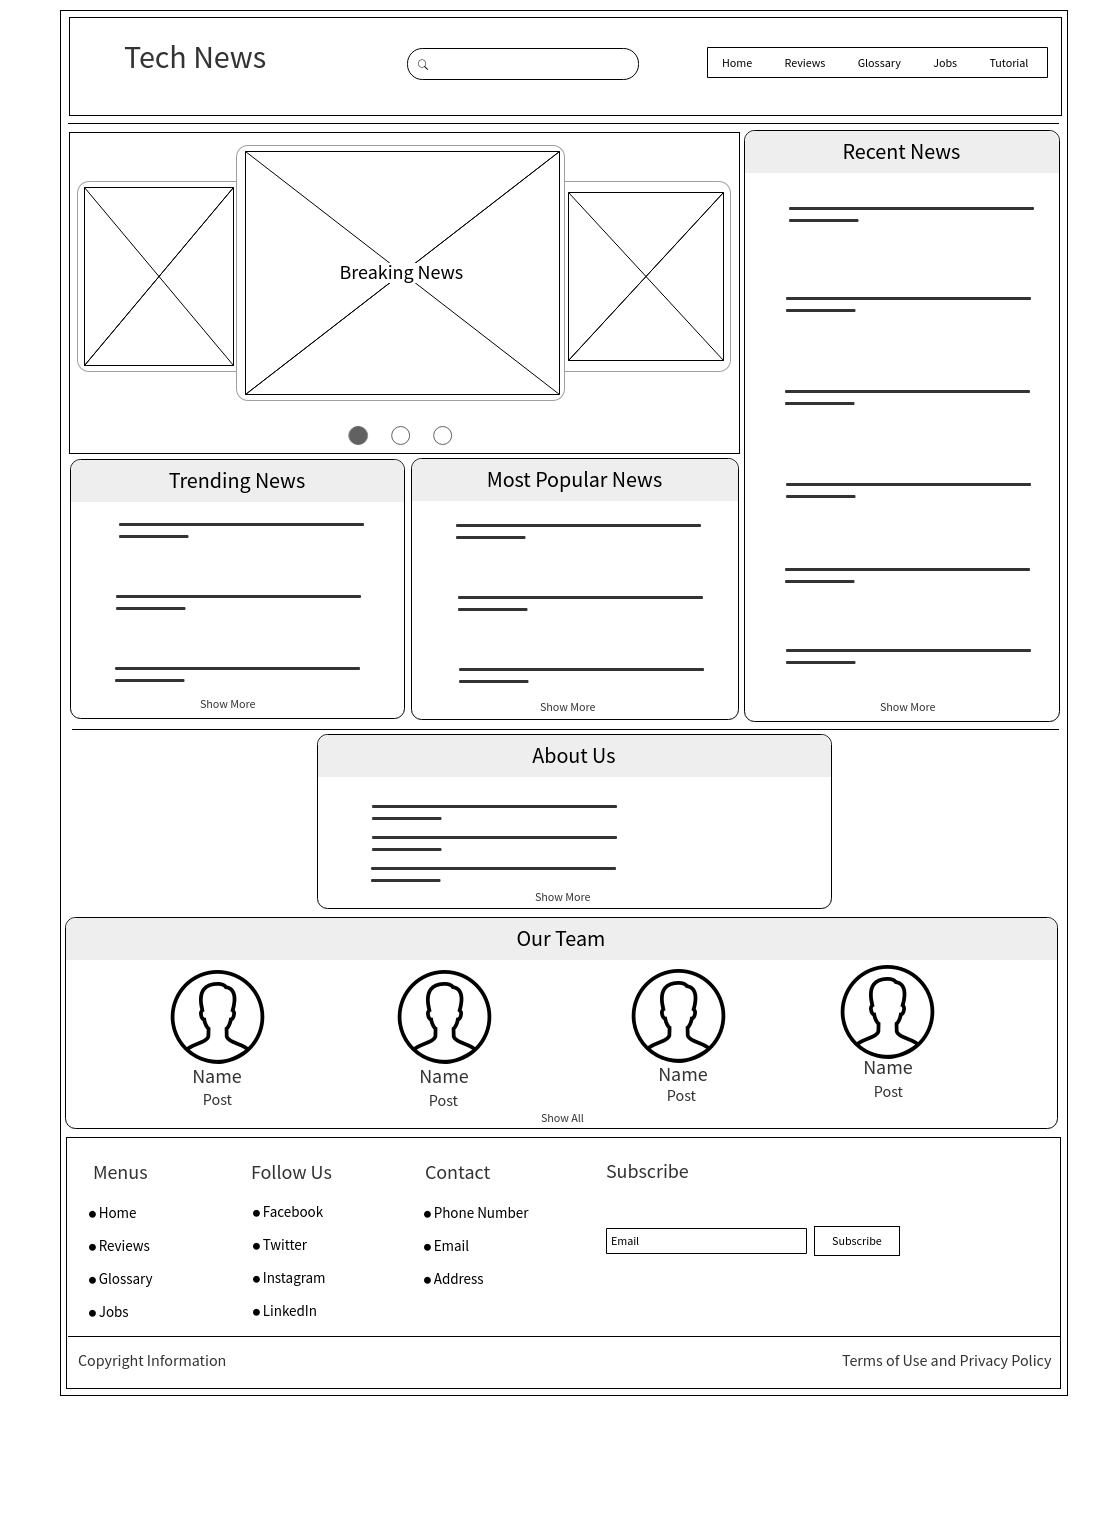 Tech News
Home Reviews Glossary Jobs Tutorial
Breaking News
Recent News
Show More
Trending News
Show More
Most Popular News
Show More
About Us
Show More
Our Team
Name
Post
Name
Post
Name
Post
Name
Post
Show All
Menus
Home
Reviews
Glossary
Jobs
Follow Us
Facebook
Twitter
Instagram
LinkedIn
Contact
Phone Number
Email
Address
Subscribe
Email
Subscribe
Copyright Information
Terms of Use and Privacy Policy